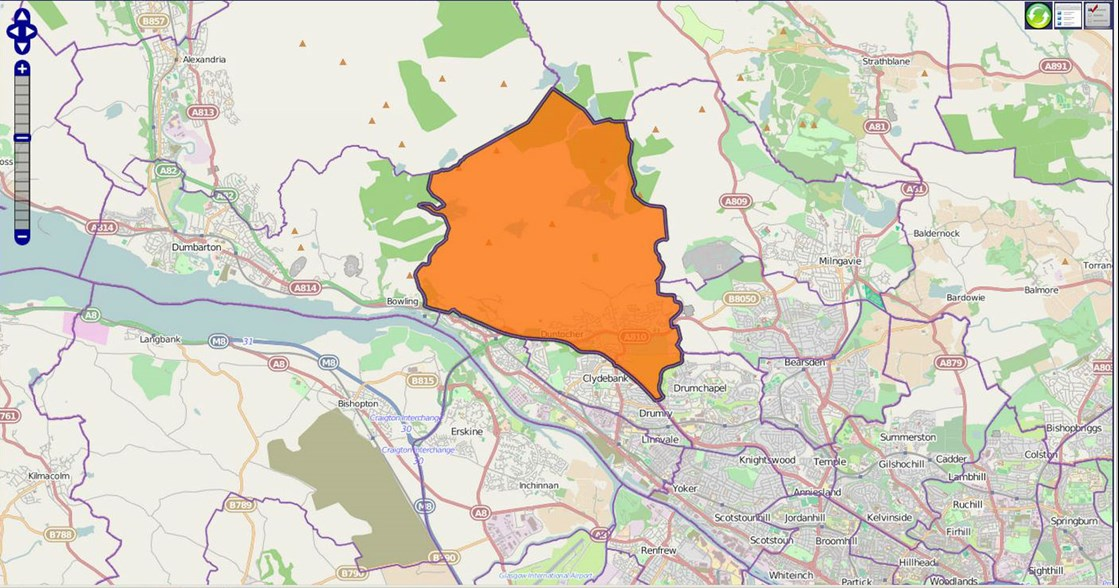 B857
Alexandria
A813
A82
A814
Dumbarton
A814
Bowling
Strathblane
A891
A81
A809
Baldernock
Milngavie
Bardowie
Balmore
B8050
Duntocher
A810
A8
Langbank
M8
31
A8
M8
B815
Clydebank
Drumchapel
Bearsden
A879
Bishopton
Craigton Interchange
30
Craigton Interchange
30
Erskine
Drumry
Linnvale
Knightswood
Temple
Summerston
Bishopbriggs
Gilshochill
Cadder
Colston
Lambhill
Kilmacolm
Inchinnan
Yoker
Anniesland
B789
M8
A8
Scotstounhill
Jordanhill
Kelvinside
Ruchill
Springburn
B788
Scotstoun
Broomhill
Firhill
Renfrew
B790
B790
Glasgow International Airport
Whiteinch
Partick
Hillhead
Woodlands
Sighthill